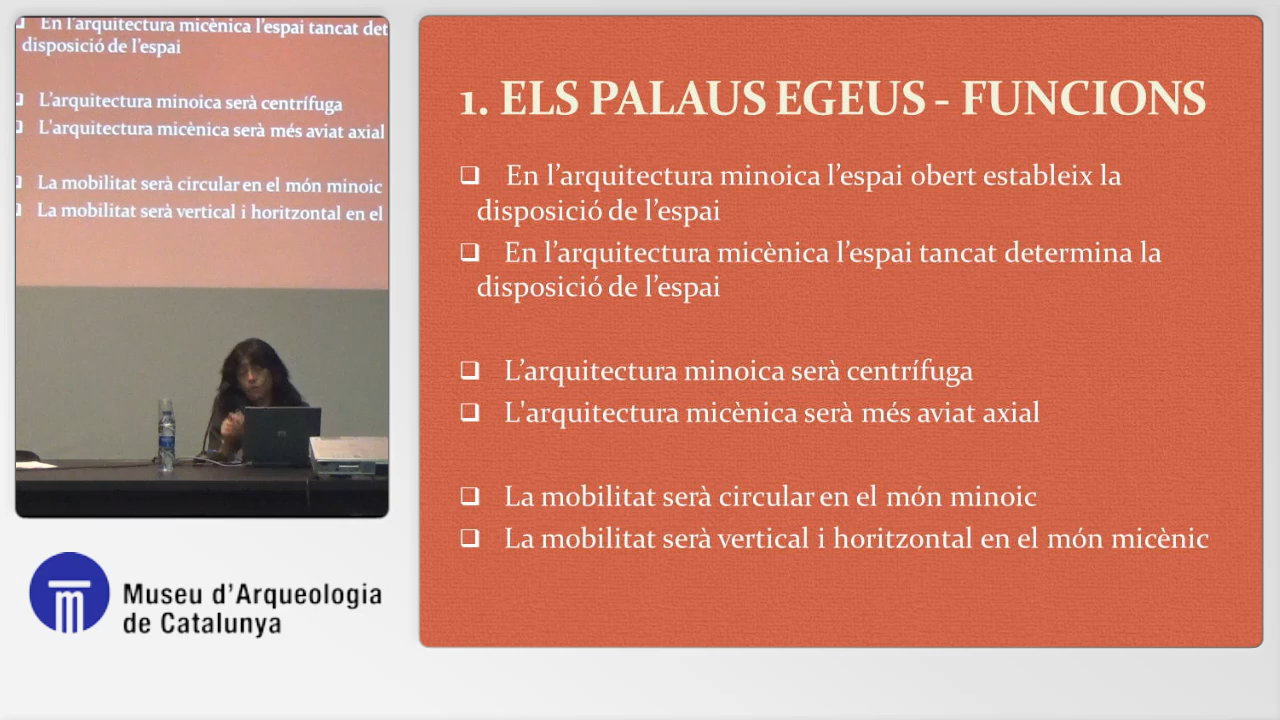 En l'arquitectura micènica l'espai tancat det
disposició de l'espai
L'arquitectura minoica serà centrífuga
L'arquitectura micènica serà més aviat axial
La mobilitat serà circular en el món minoic
La mobilitat serà vertical i horitzontal en el
Museu d'Arqueologia
de Catalunya
1. ELS PALAUS EGEUS - FUNCIONS
En l’arquitectura minoica l’espai obert estableix la
disposició de l’espai
En l’arquitectura micènica l’espai tancat determina la
disposició de l’espai
L’arquitectura minoica serà centrífuga
L'arquitectura micènica serà més aviat axial
La mobilitat serà circular en el món minoic
La mobilitat serà vertical i horitzontal en el món micènic